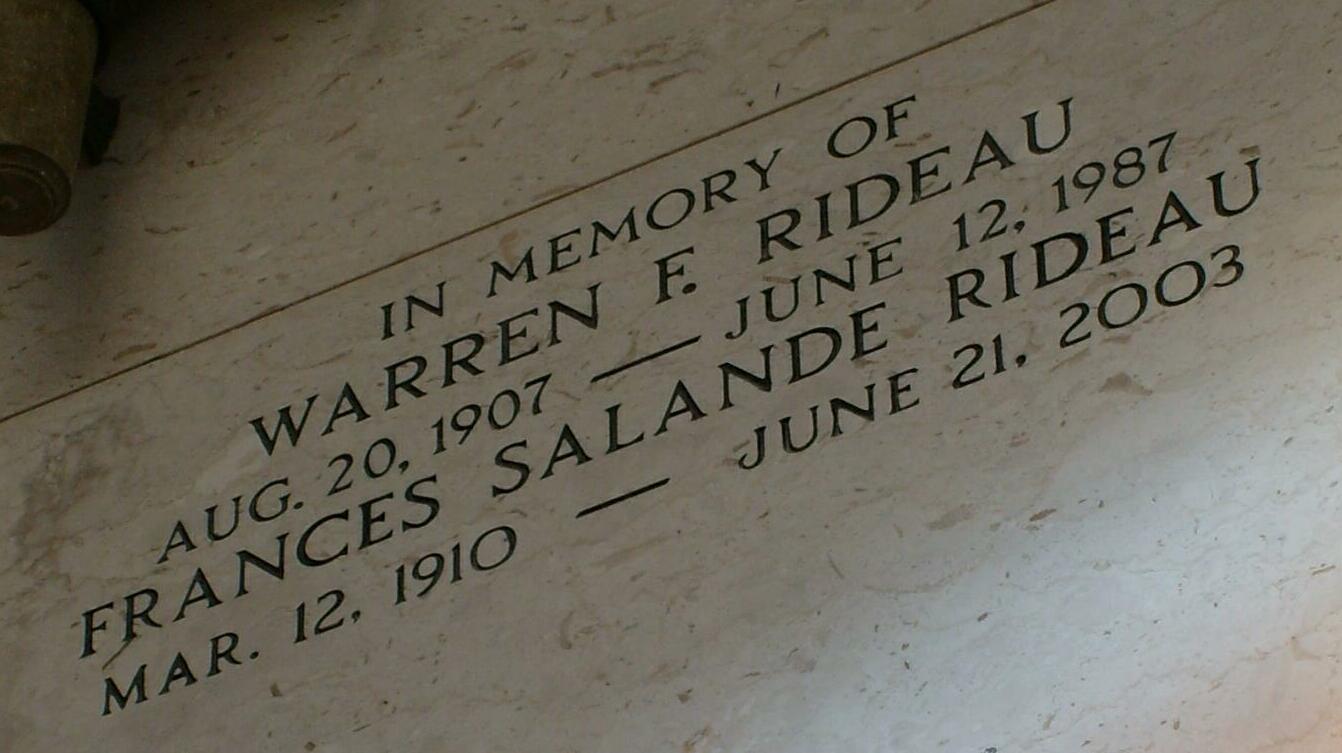 IN MEMORY OF
WARREN F. RIDEAU
AUG. 20, 1907 — JUNE 12, 1987
FRANCES SALANDE RIDEAU
MAR. 12, 1910 — JUNE 21, 2003